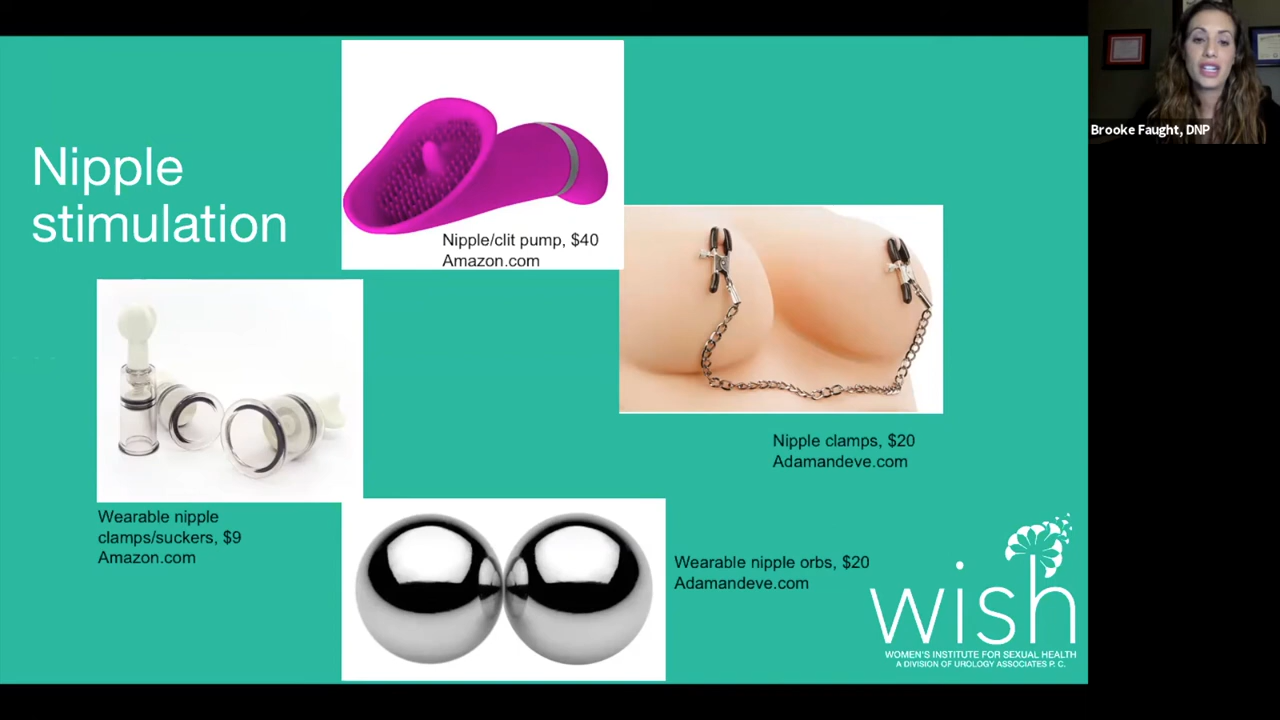 Nipple
stimulation
Nipple/clit pump, $40
Amazon.com
Nipple clamps, $20
Adamandeve.com
Wearable nipple
clamps/suckers, $9
Amazon.com
Wearable nipple orbs, $20
Adamandeve.com
wish
WOMEN'S INSTITUTE FOR SEXUAL HEALTH
A DIVISION OF UROLOGY ASSOCIATES P. C.
Brooke Faught, DNP